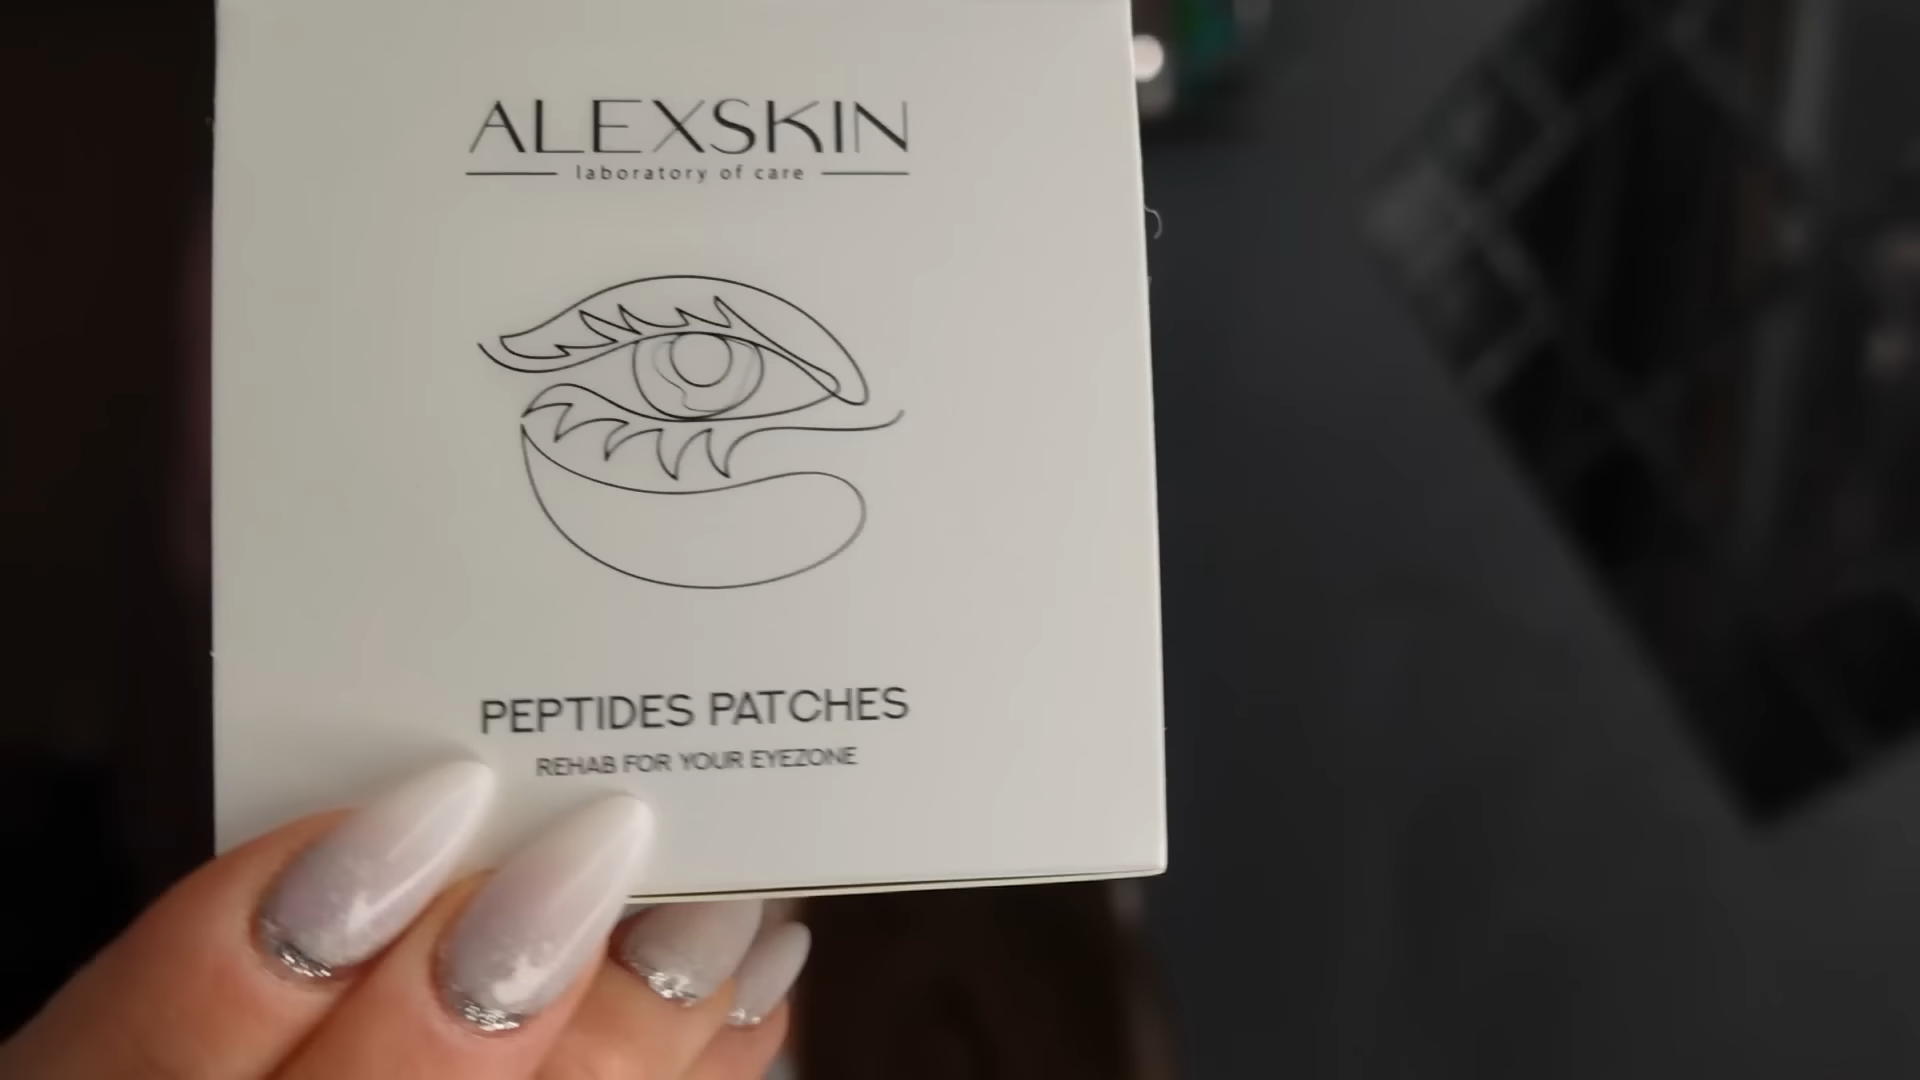 ALEXSKIN
laboratory of care
PEPTIDES PATCHES
REHAB FOR YOUR EYEZONE